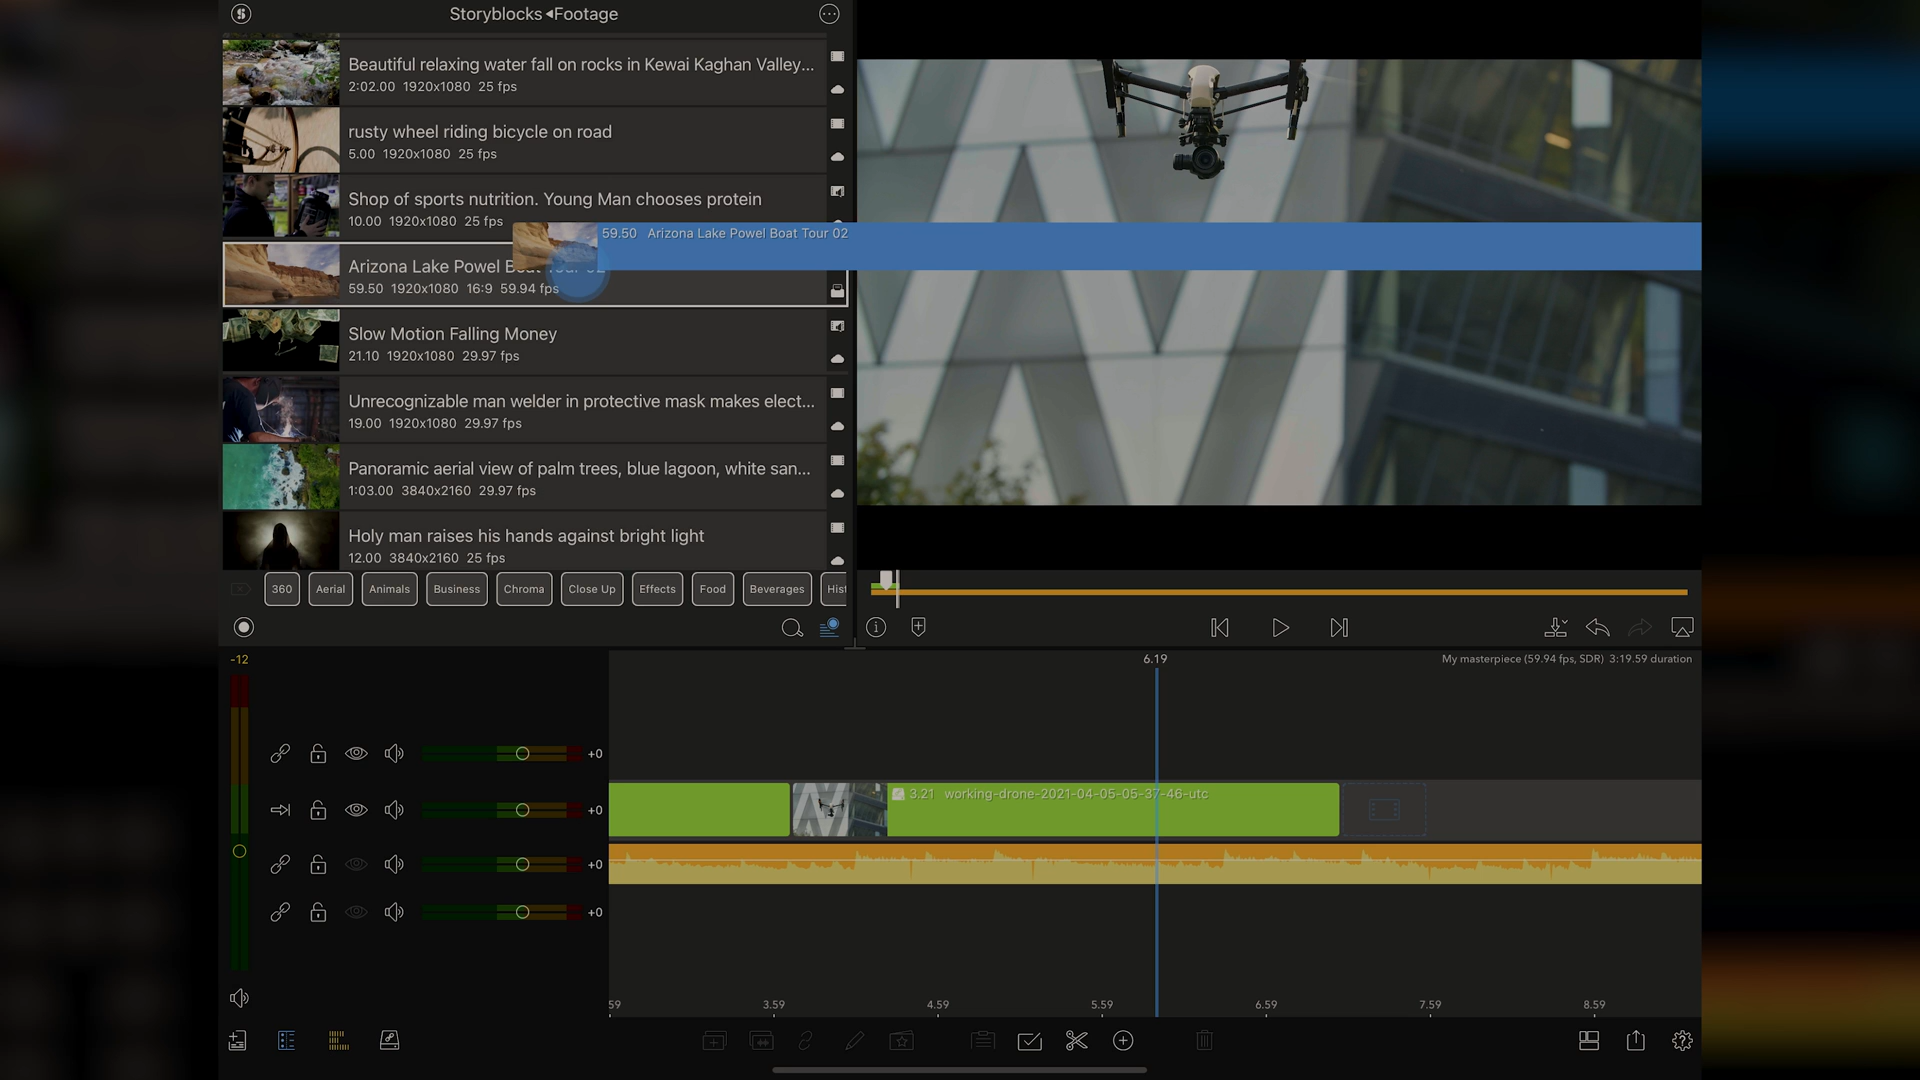 Storyblocks ◂Footage
Beautiful relaxing water fall on rocks in Kewai Kaghan Valley...
2:02.00 1920x1080 25 fps
rusty wheel riding bicycle on road
5.00 1920x1080 25 fps
Shop of sports nutrition. Young Man chooses protein
10.00 1920x1080 25 fps
59.50 Arizona Lake Powel Boat Tour 02
Arizona Lake Powel Boat Tour 02
59.50 1920x1080 16:9 59.94 fps
Slow Motion Falling Money
21.10 1920x1080 29.97 fps
Unrecognizable man welder in protective mask makes elect...
19.00 1920x1080 29.97 fps
Panoramic aerial view of palm trees, blue lagoon, white san...
1:03.00 3840x2160 29.97 fps
Holy man raises his hands against bright light
12.00 3840x2160 25 fps
360 Aerial Animals Business Chroma Close Up Effects Food Beverages Hist
-12
6.19
My masterpiece (59.94 fps, SDR) 3:19.59 duration
+0
+0
3.21 working-drone-2021-04-05-05-37-46-utc
+0
+0
59 3.59 4.59 5.59 6.59 7.59 8.59